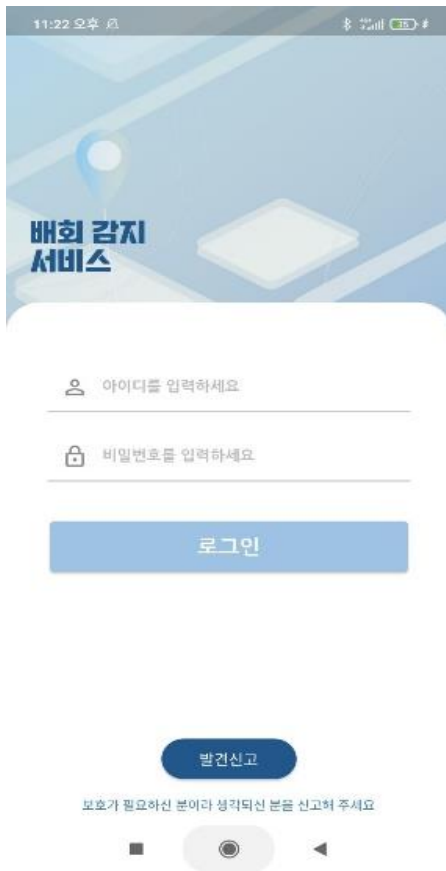 11:22 오후
35
배회 감지
서비스
아이디를 입력하세요
비밀번호를 입력하세요
로그인
발견신고
보호가 필요하신 분이라 생각되신 분을 신고해 주세요